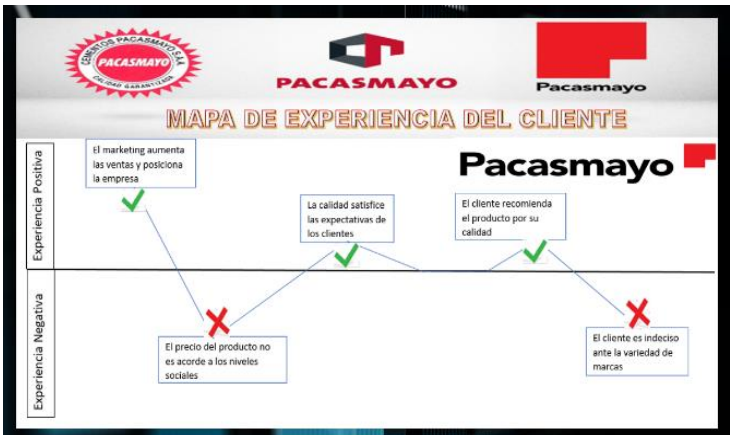 CEMENTOS PACASMAYO S.A.A.
PACASMAYO
CALIDAD GARANTIZADA
PACASMAYO
Pacasmayo
MAPA DE EXPERIENCIA DEL CLIENTE
Pacasmayo
Experiencia Positiva
El marketing aumenta
las ventas y posiciona
la empresa
La calidad satisfice
las expectativas de
los clientes
El cliente recomienda
el producto por su
calidad
Experiencia Negativa
El precio del producto no
es acorde a los niveles
sociales
El cliente es indeciso
ante la variedad de
marcas